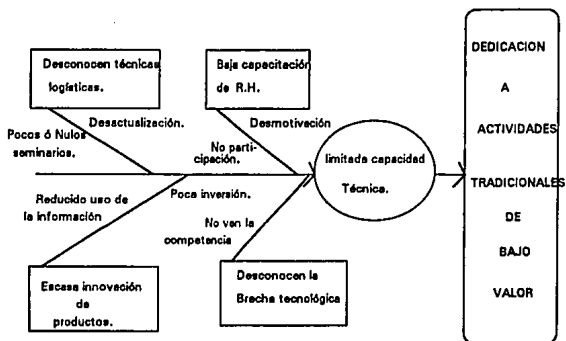 Desconocen técnicas
logísticas.
Baja capacitación
de R.H.
Desactualización.
Desmotivación
Pocos ó Nulos
seminarios.
No parti-
cipación.
limitada capacidad
Técnica.
Reducido uso de
la información
Poca inversión.
No ven la
competencia
Escasa innovación
de
productos.
Desconocen la
Brecha tecnológica
DEDICACION
A
ACTIVIDADES
TRADICIONALES
DE
BAJO
VALOR